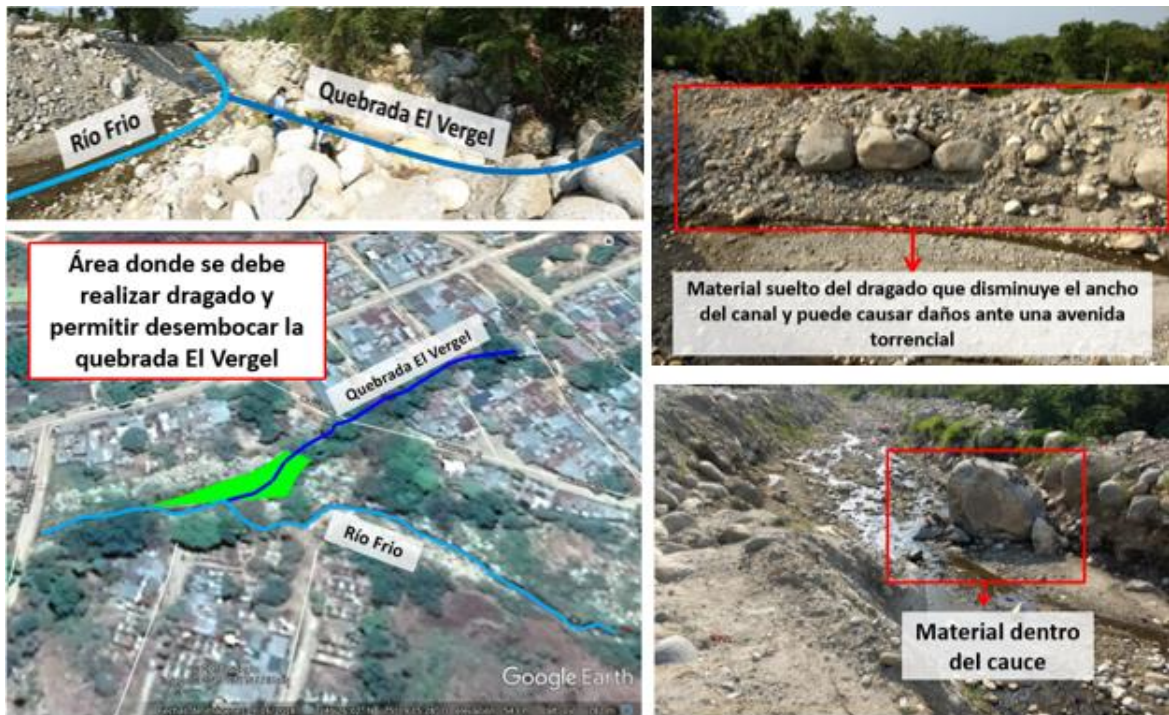 Río Frio
Quebrada El Vergel
Material suelto del dragado que disminuye el ancho
del canal y puede causar daños ante una avenida
torrencial
Área donde se debe
realizar dragado y
permitir desembocar la
quebrada El Vergel
Quebrada El Vergel
Río Frio
Google Earth
Material dentro
del cauce